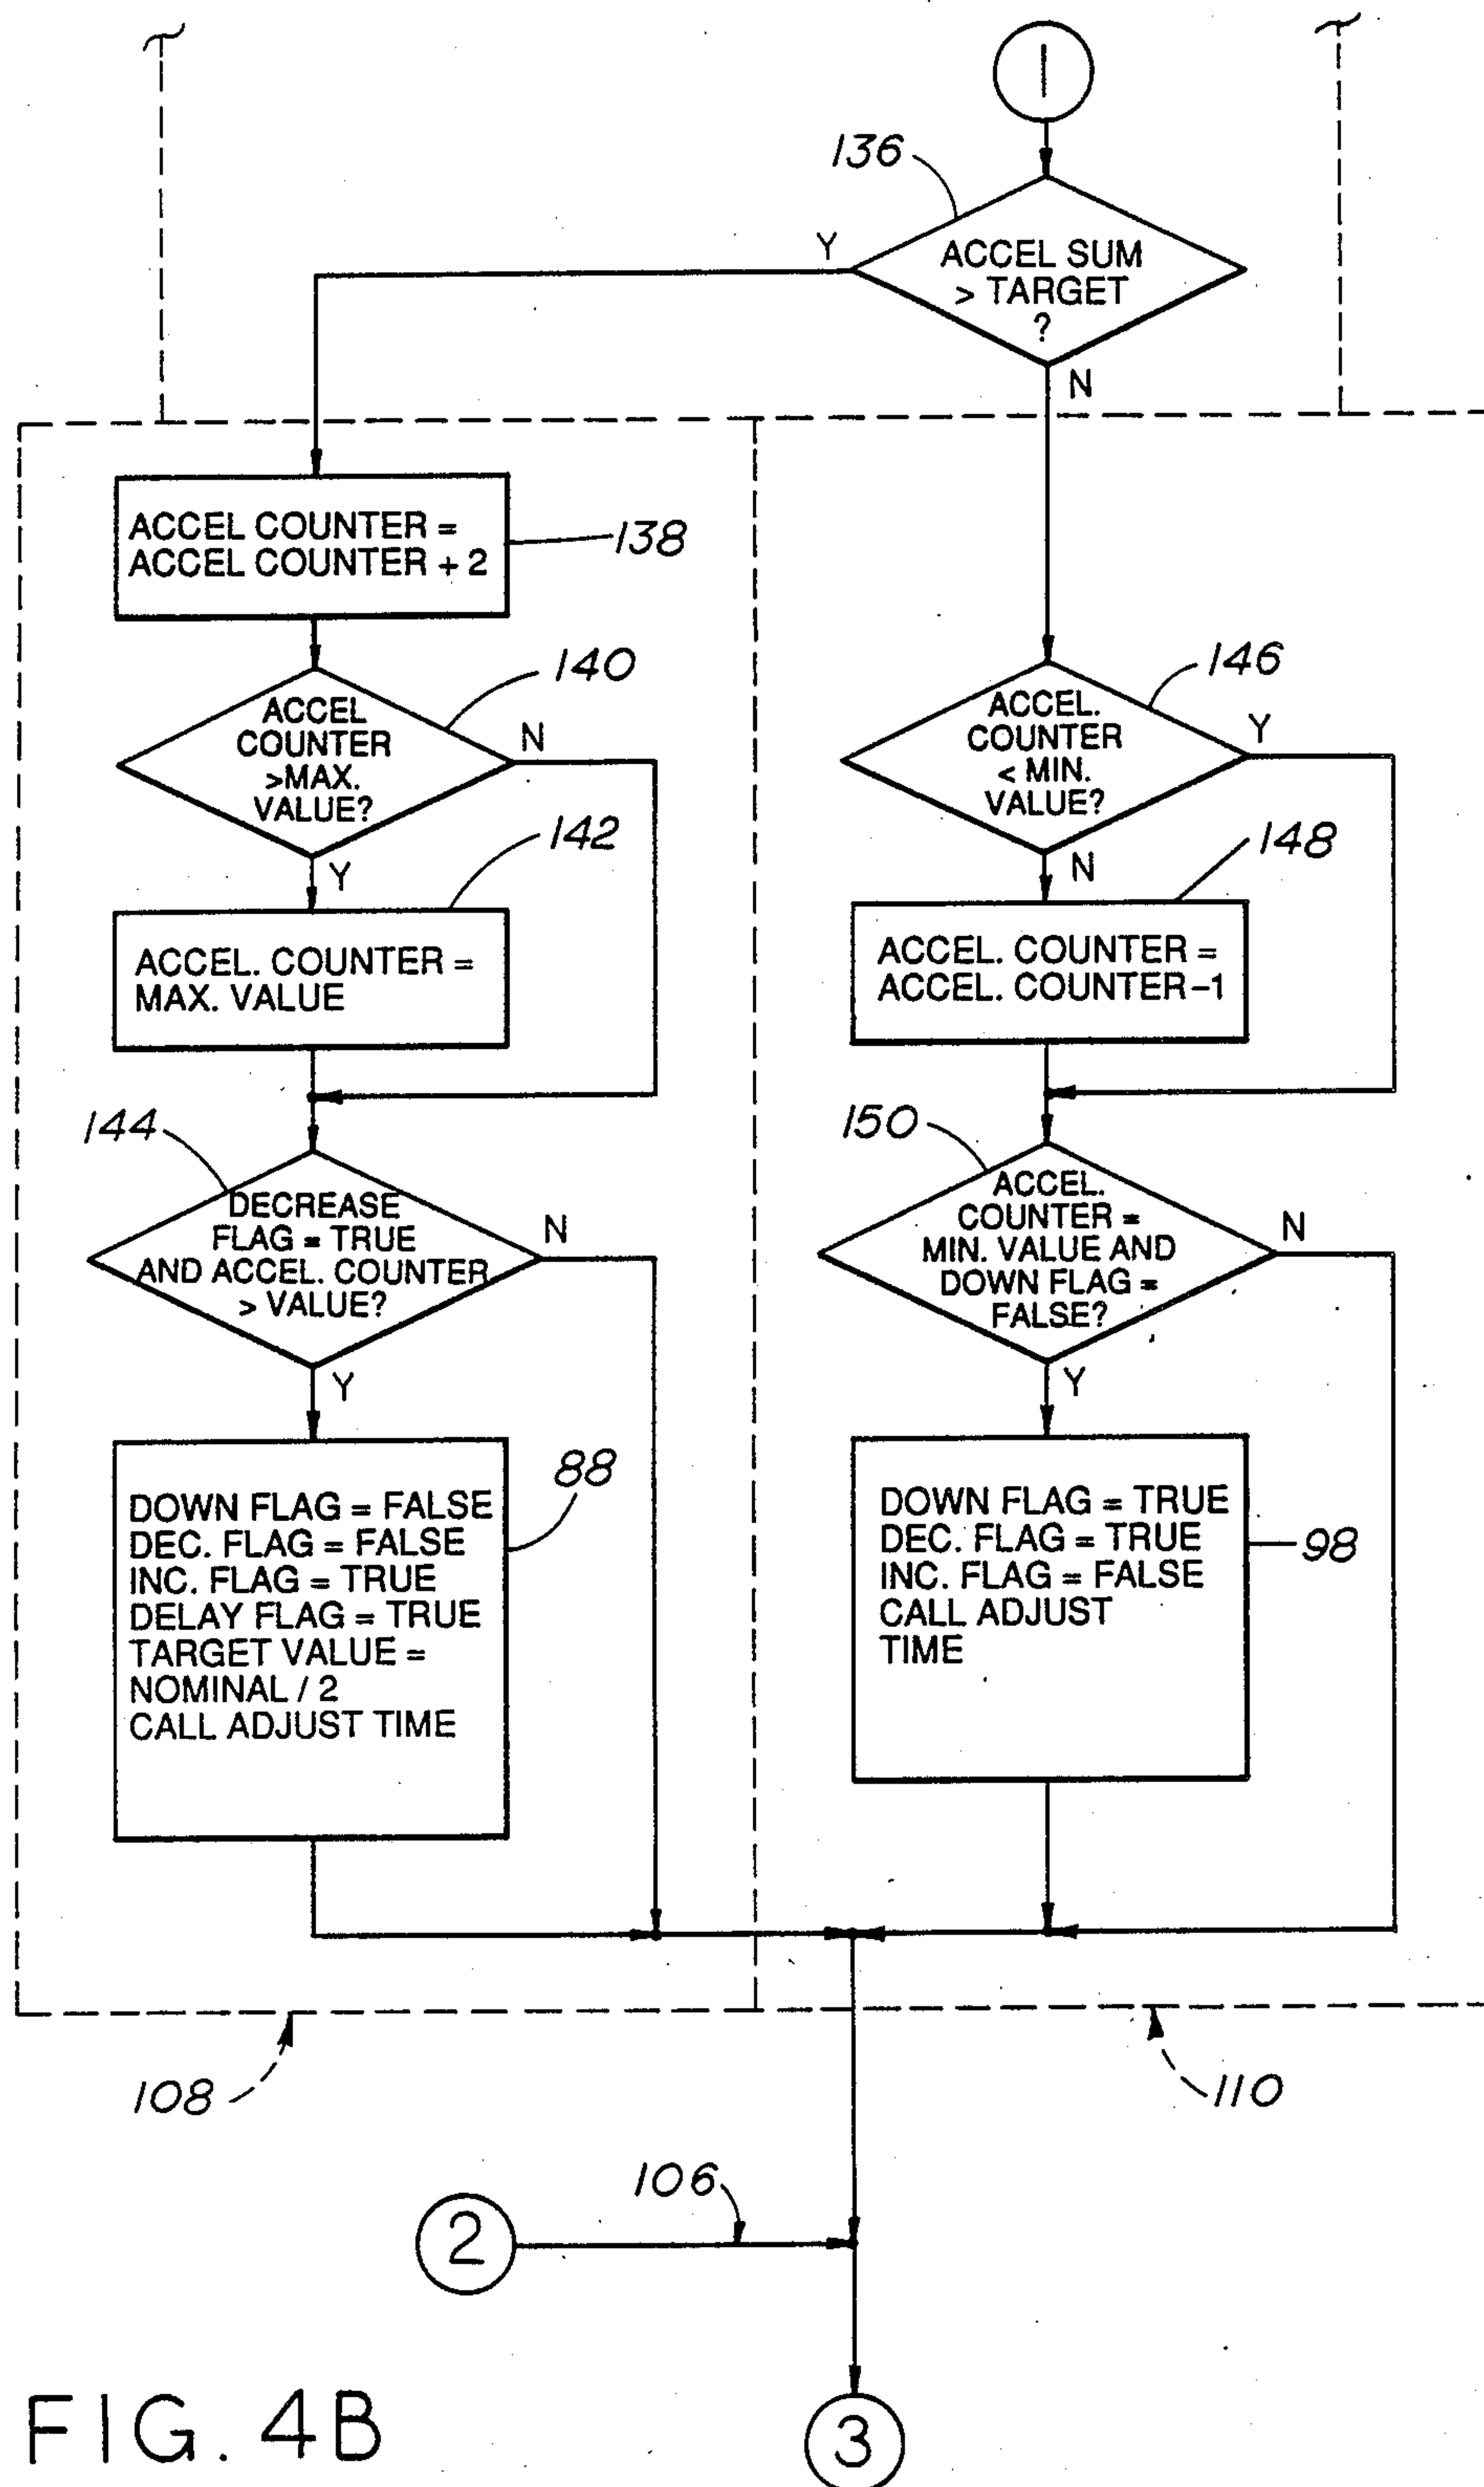 1
136
Y
ACCEL SUM
> TARGET
?
N
ACCEL COUNTER =
ACCEL COUNTER + 2
138
140
ACCEL
COUNTER
>MAX.
VALUE?
N
Y
142
ACCEL. COUNTER =
MAX. VALUE
144
DECREASE
FLAG = TRUE
AND ACCEL. COUNTER
> VALUE?
N
Y
88
DOWN FLAG = FALSE
DEC. FLAG = FALSE
INC. FLAG = TRUE
DELAY FLAG = TRUE
TARGET VALUE =
NOMINAL / 2
CALL ADJUST TIME
146
ACCEL.
COUNTER
< MIN.
VALUE?
Y
N
148
ACCEL. COUNTER =
ACCEL. COUNTER-1
150
ACCEL.
COUNTER =
MIN. VALUE AND
DOWN FLAG =
FALSE?
N
Y
DOWN FLAG = TRUE
DEC. FLAG = TRUE
INC. FLAG = FALSE
CALL ADJUST
TIME
98
108
110
106
2
3
FIG. 4B